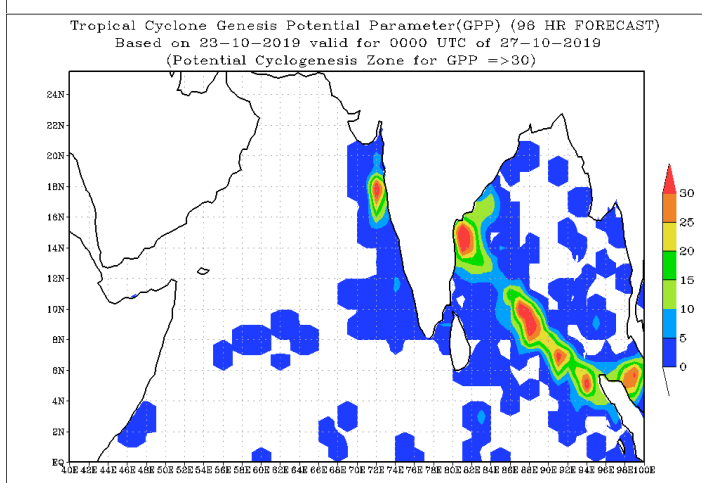 Tropical Cyclone Genesis Potential Parameter(GPP) (96 HR FORECAST)
Based on 23-10-2019 valid for 0000 UTC of 27-10-2019
(Potential Cyclogenesis Zone for GPP =>30)
24N
22N
20N
18N
16N
14N
12N
10N
8N
6N
4N
2N
EQ
40E 42E 44E 46E 48E 50E 52E 54E 56E 58E 60E 62E 64E 66E 68E 70E 72E 74E 76E 78E 80E 82E 84E 86E 88E 90E 92E 94E 96E 98E 100E
30
25
20
15
10
5
0